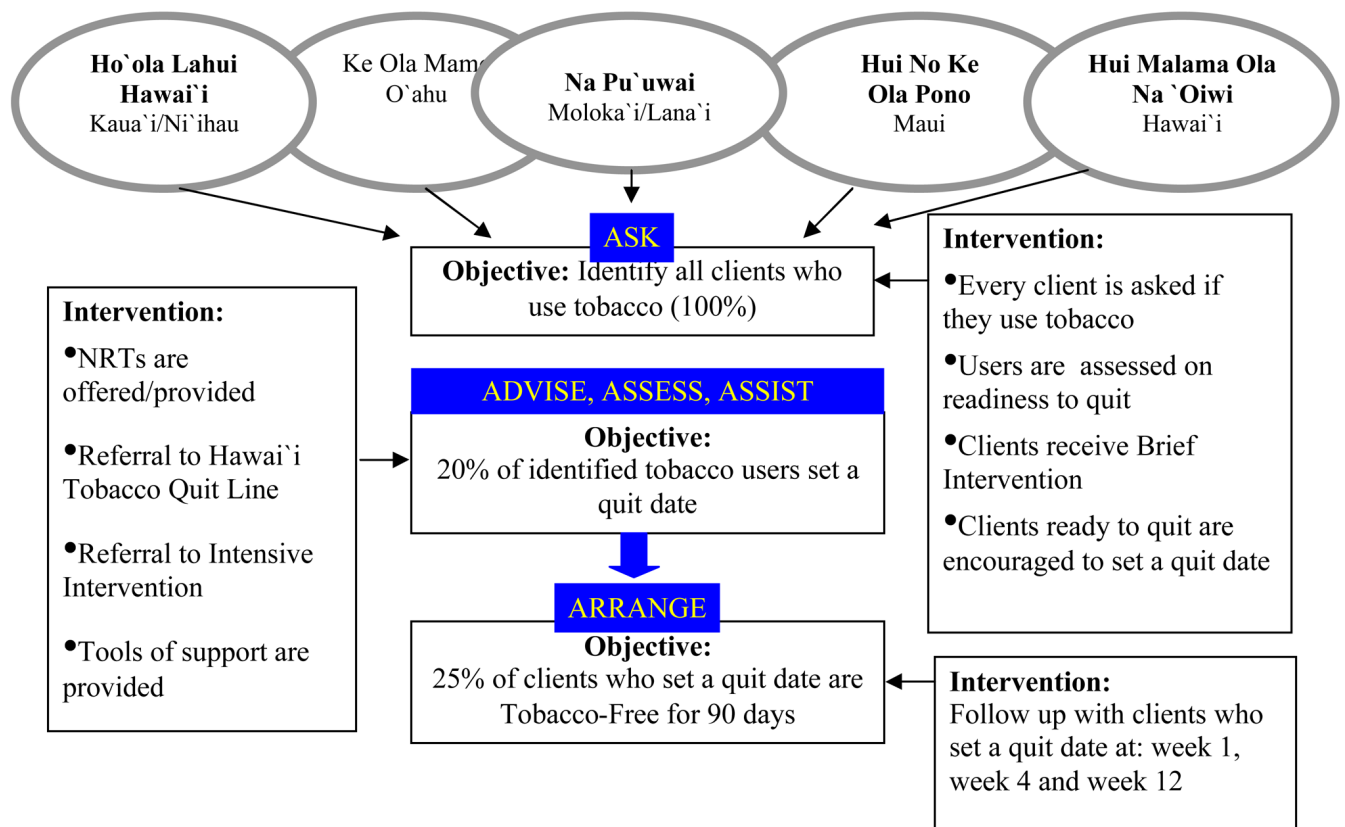 Ho`ola Lahui
Hawai`i
Kaua`i/Ni`ihau
Ke Ola Mam
O`ahu
Na Pu`uwai
Moloka`i/Lana`i
Hui No Ke
Ola Pono
Maui
Hui Malama Ola
Na `Oiwi
Hawai`i
ASK
Objective: Identify all clients who
use tobacco (100%)
Intervention:
•Every client is asked if
they use tobacco
•Users are  assessed on
readiness to quit
•Clients receive Brief
Intervention
•Clients ready to quit are
encouraged to set a quit date
Intervention:
•NRTs are
offered/provided
•Referral to Hawai`i
Tobacco Quit Line
•Referral to Intensive
Intervention
•Tools of support are
provided
ADVISE, ASSESS, ASSIST
Objective:
20% of identified tobacco users set a
quit date
ARRANGE
Objective:
25% of clients who set a quit date are
Tobacco-Free for 90 days
Intervention:
Follow up with clients who
set a quit date at: week 1,
week 4 and week 12